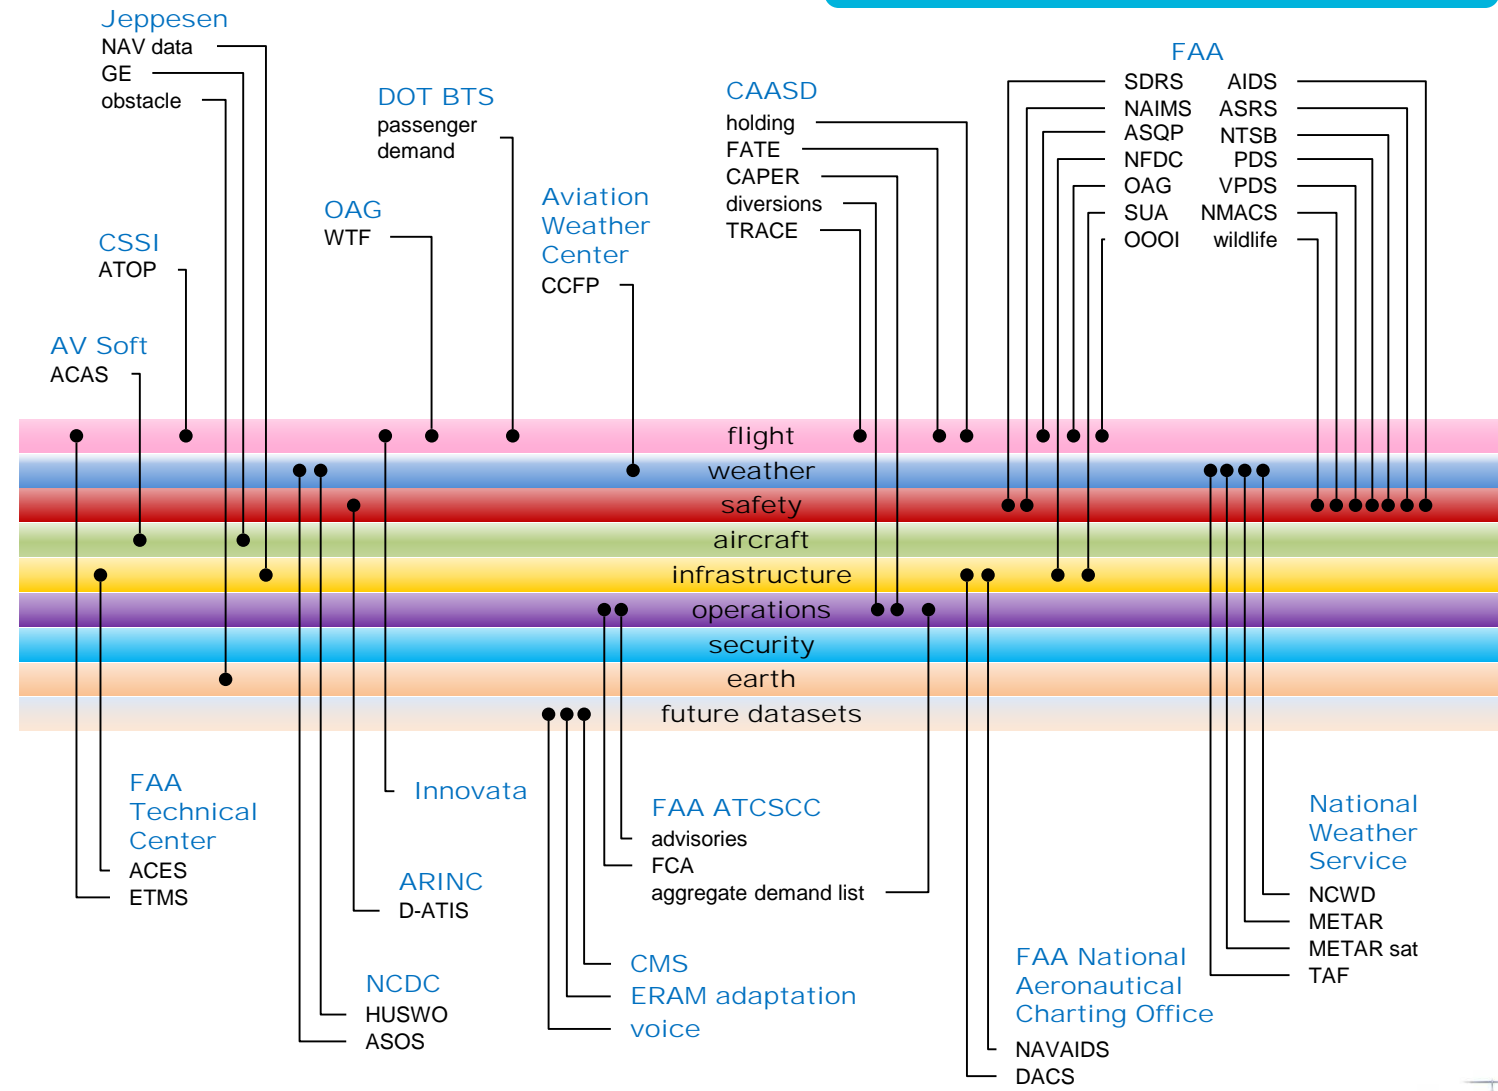 Jeppesen
NAV data
GE
obstacle
DOT BTS
passenger
demand
CAASD
holding
FATE
CAPER
diversions
TRACE
FAA
SDRS
NAIMS
ASQP
NFDC
OAG
SUA
OOOI
AIDS
ASRS
NTSB
PDS
VPDS
NMACS
wildlife
Aviation
Weather
Center
CCFP
OAG
WTF
CSSI
ATOP
AV Soft
ACAS
flight
weather
safety
aircraft
infrastructure
operations
security
earth
future datasets
FAA
Technical
Center
ACES
ETMS
Innovata
ARINC
D-ATIS
NCDC
HUSWO
ASOS
FAA ATCSCC
advisories
FCA
aggregate demand list
CMS
ERAM adaptation
voice
FAA National
Aeronautical
Charting Office
NAVAIDS
DACS
National
Weather
Service
NCWD
METAR
METAR sat
TAF